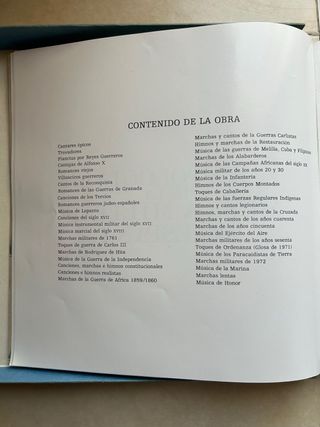 CONTENIDO DE LA OBRA
Cantares épicos
Trovadores
Planctus por Reyes Guerreros
Cantigas de Alfonso X
Romances viejos
Villancicos guerreros
Cantos de la Reconquista
Romances de las Guerras de Granada
Canciones de los Tercios
Romances guerreros judeo-españoles
Música de Lepanto
Canciones del siglo XVII
Música instrumental militar del siglo XVII
Música marcial del siglo XVIII
Marchas militares de 1761
Toques de guerra de Carlos III
Marchas de Rodríguez de Hita
Música de la Guerra de la Independencia
Canciones, marchas e himnos constitucionales
Canciones e himnos realistas
Marchas de la Guerra de África 1859/1860
Marchas y cantos de la Guerras Carlistas
Himnos y marchas de la Restauración
Música de las guerras de Melilla, Cuba y Filipinas
Marchas de los Alabarderos
Música de las Campañas Africanas del siglo XX
Música militar de los años 20 y 30
Música de la Infantería
Himnos de los Cuerpos Montados
Toques de Caballería
Música de las fuerzas Regulares Indígenas
Himnos y cantos legionarios
Himnos, marchas y cantos de la Cruzada
Marchas y cantos de los años cuarenta
Marchas de los años cincuenta
Música del Ejército del Aire
Marchas militares de los años sesenta
Toques de Ordenanza (Glosa de 1971)
Música de los Paracaidistas de Tierra
Marchas militares de 1972
Música de la Marina
Marchas lentas
Música de Honor